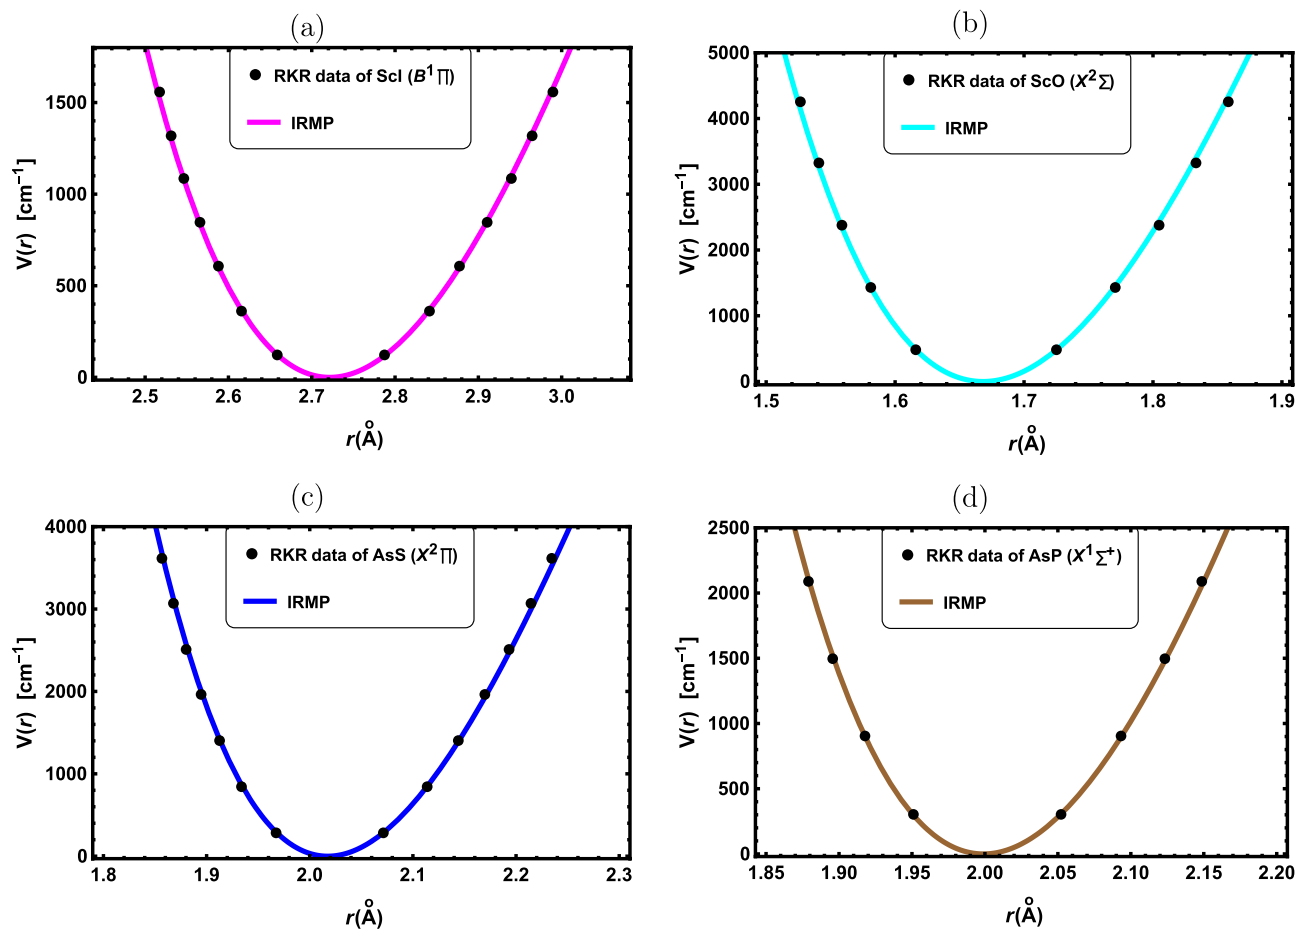 (a)
RKR data of ScI (B¹∏)
IRMP
1500
1000
500
0
V(r) [cm⁻¹]
2.5 2.6 2.7 2.8 2.9 3.0
r(Å)
(b)
RKR data of ScO (X²Σ)
IRMP
5000
4000
3000
2000
1000
0
V(r) [cm⁻¹]
1.5 1.6 1.7 1.8 1.9
r(Å)
(c)
RKR data of AsS (X²∏)
IRMP
4000
3000
2000
1000
0
V(r) [cm⁻¹]
1.8 1.9 2.0 2.1 2.2 2.3
r(Å)
(d)
RKR data of AsP (X¹Σ⁺)
IRMP
2500
2000
1500
1000
500
0
V(r) [cm⁻¹]
1.85 1.90 1.95 2.00 2.05 2.10 2.15 2.20
r(Å)